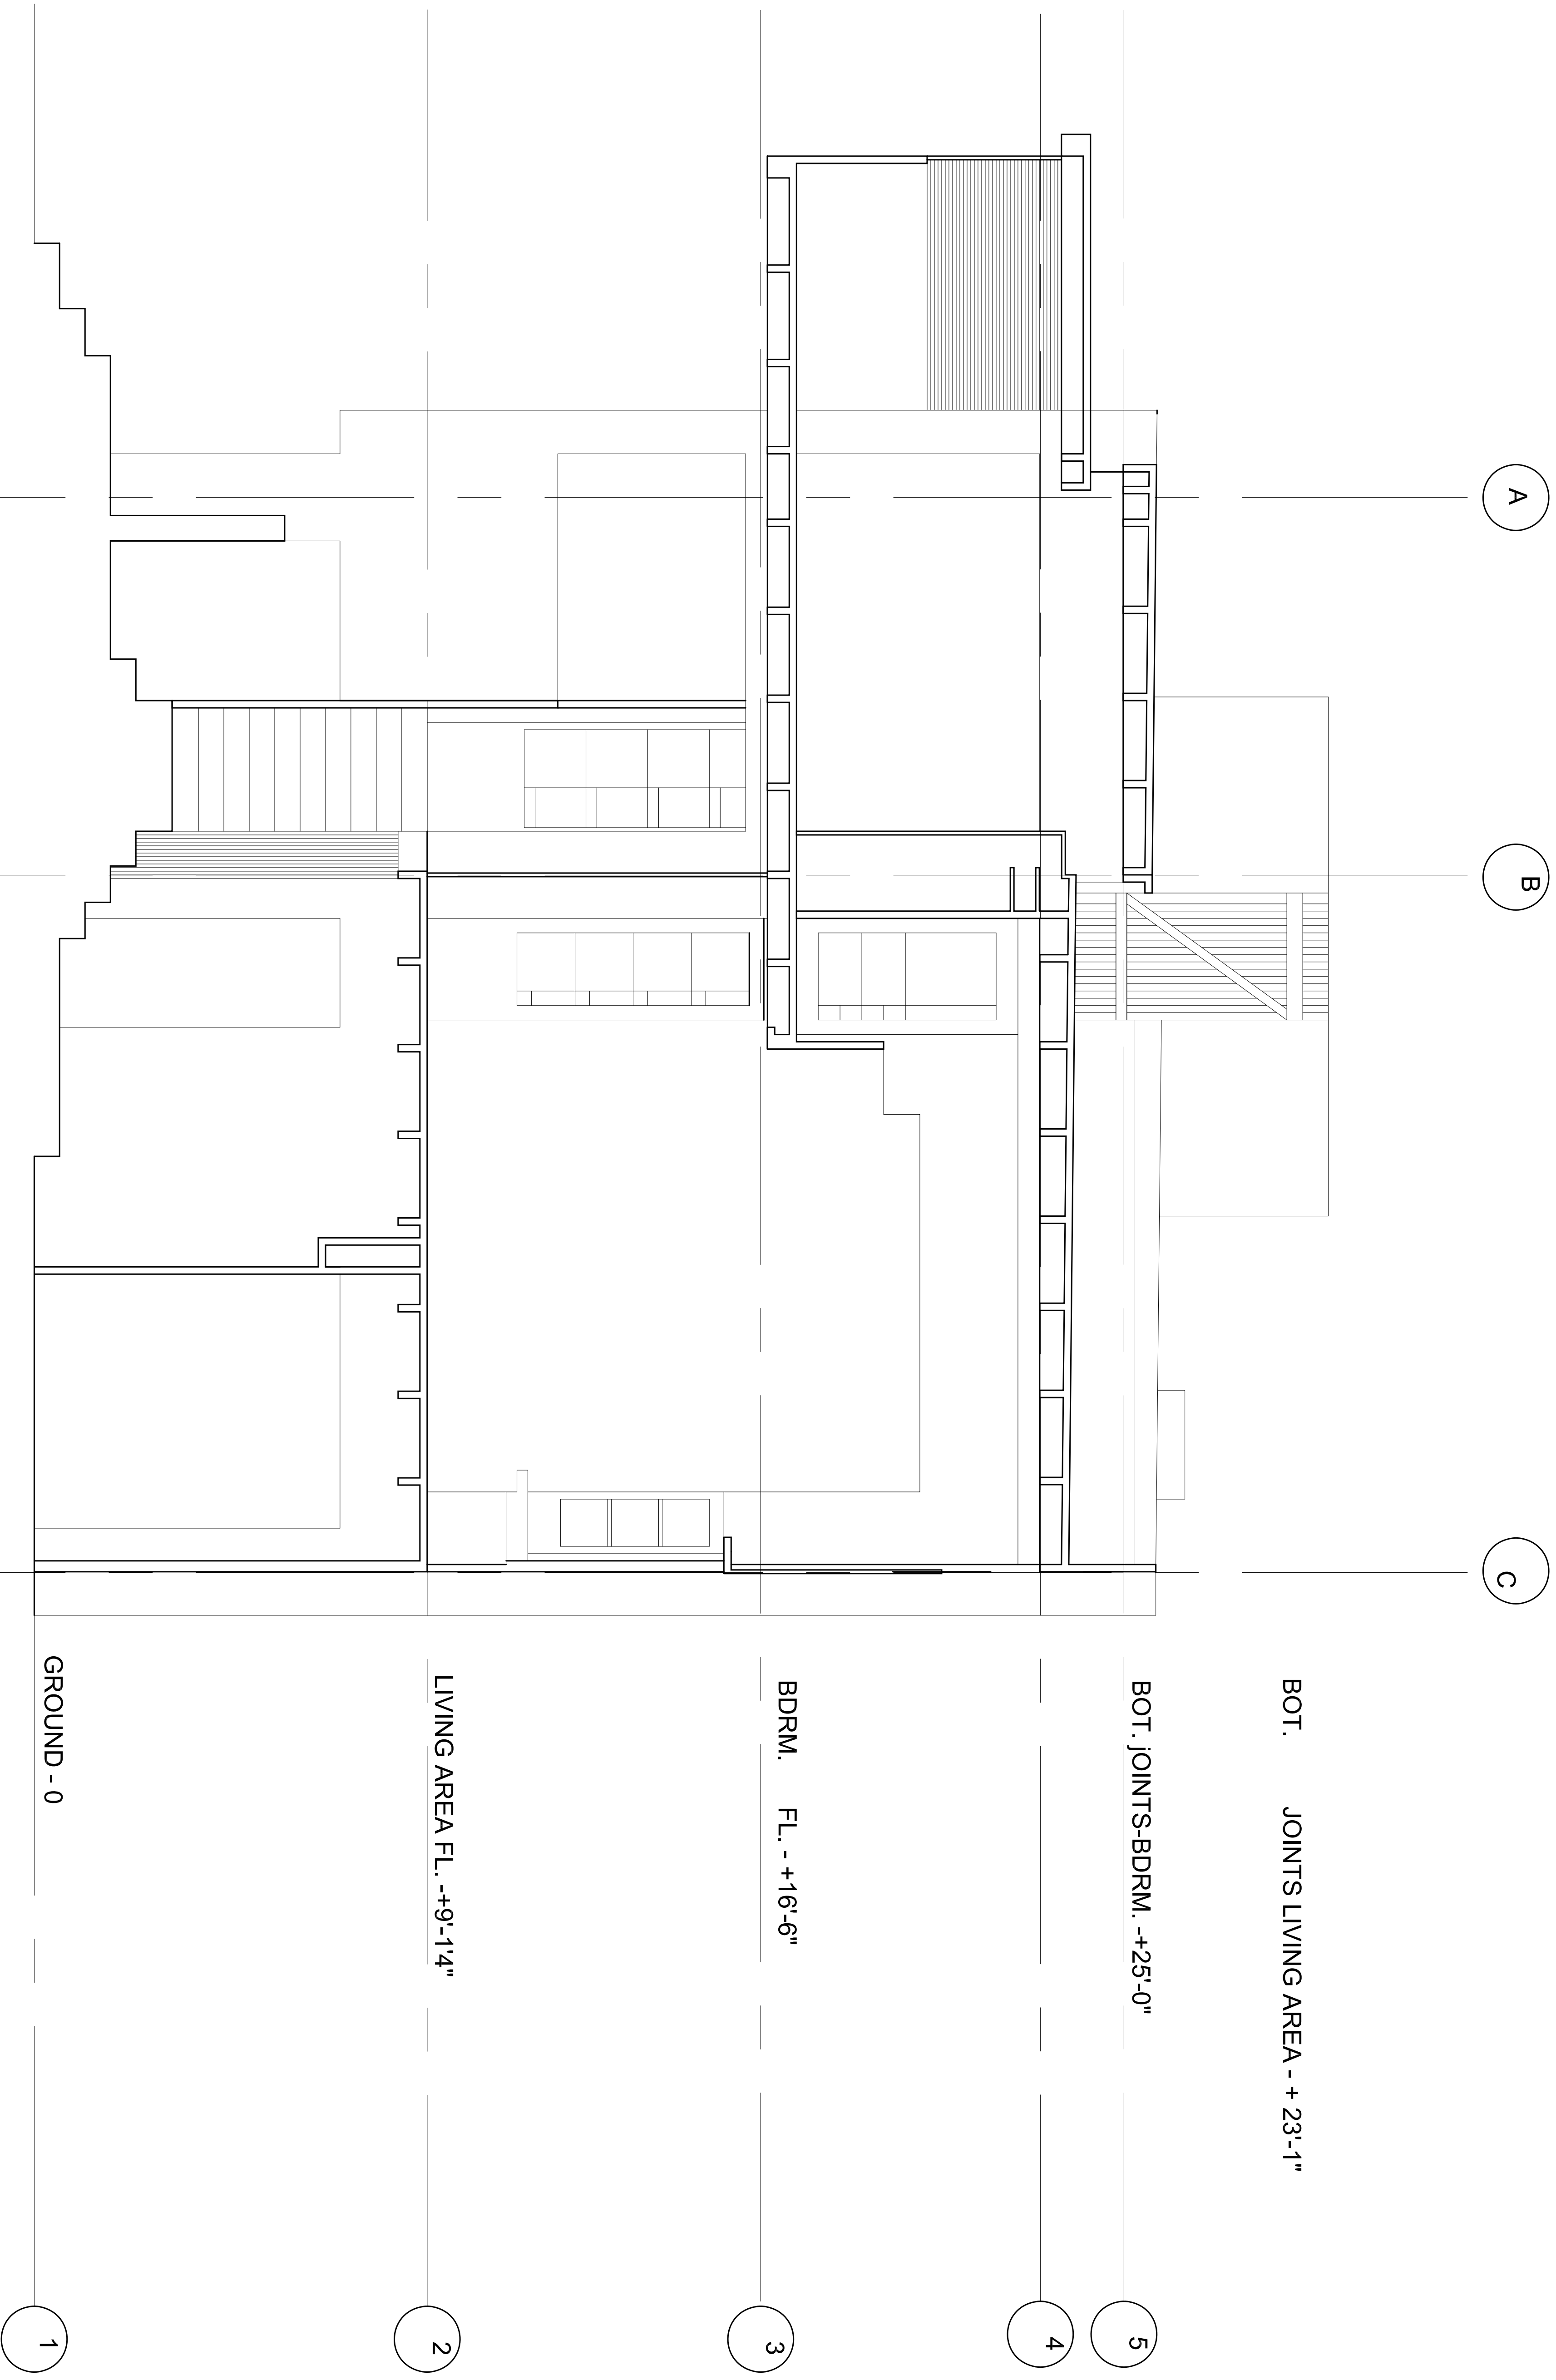 A
B
C
BOT. JOINTS LIVING AREA - + 23'-1"
BOT. jOINTS-BDRM. -+25'-0"
5
4
BDRM. FL. - +16'-6"
3
LIVING AREA FL. -+9'-1'4"
2
GROUND - 0
1